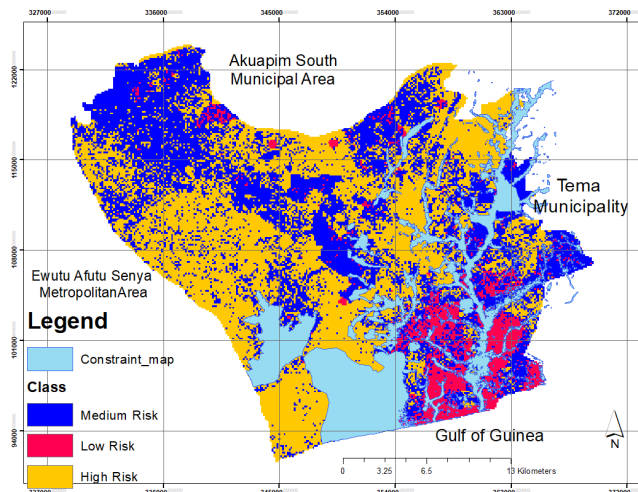 327000 336000 345000 354000 363000 372000
122000
115000
108000
101000
94000
Akuapim South
Municipal Area
Tema
Municipality
Ewutu Afutu Senya
MetropolitanArea
Legend
Constraint_map
Class
Medium Risk
Low Risk
High Risk
Gulf of Guinea
0 3.25 6.5 13 Kilometers
N